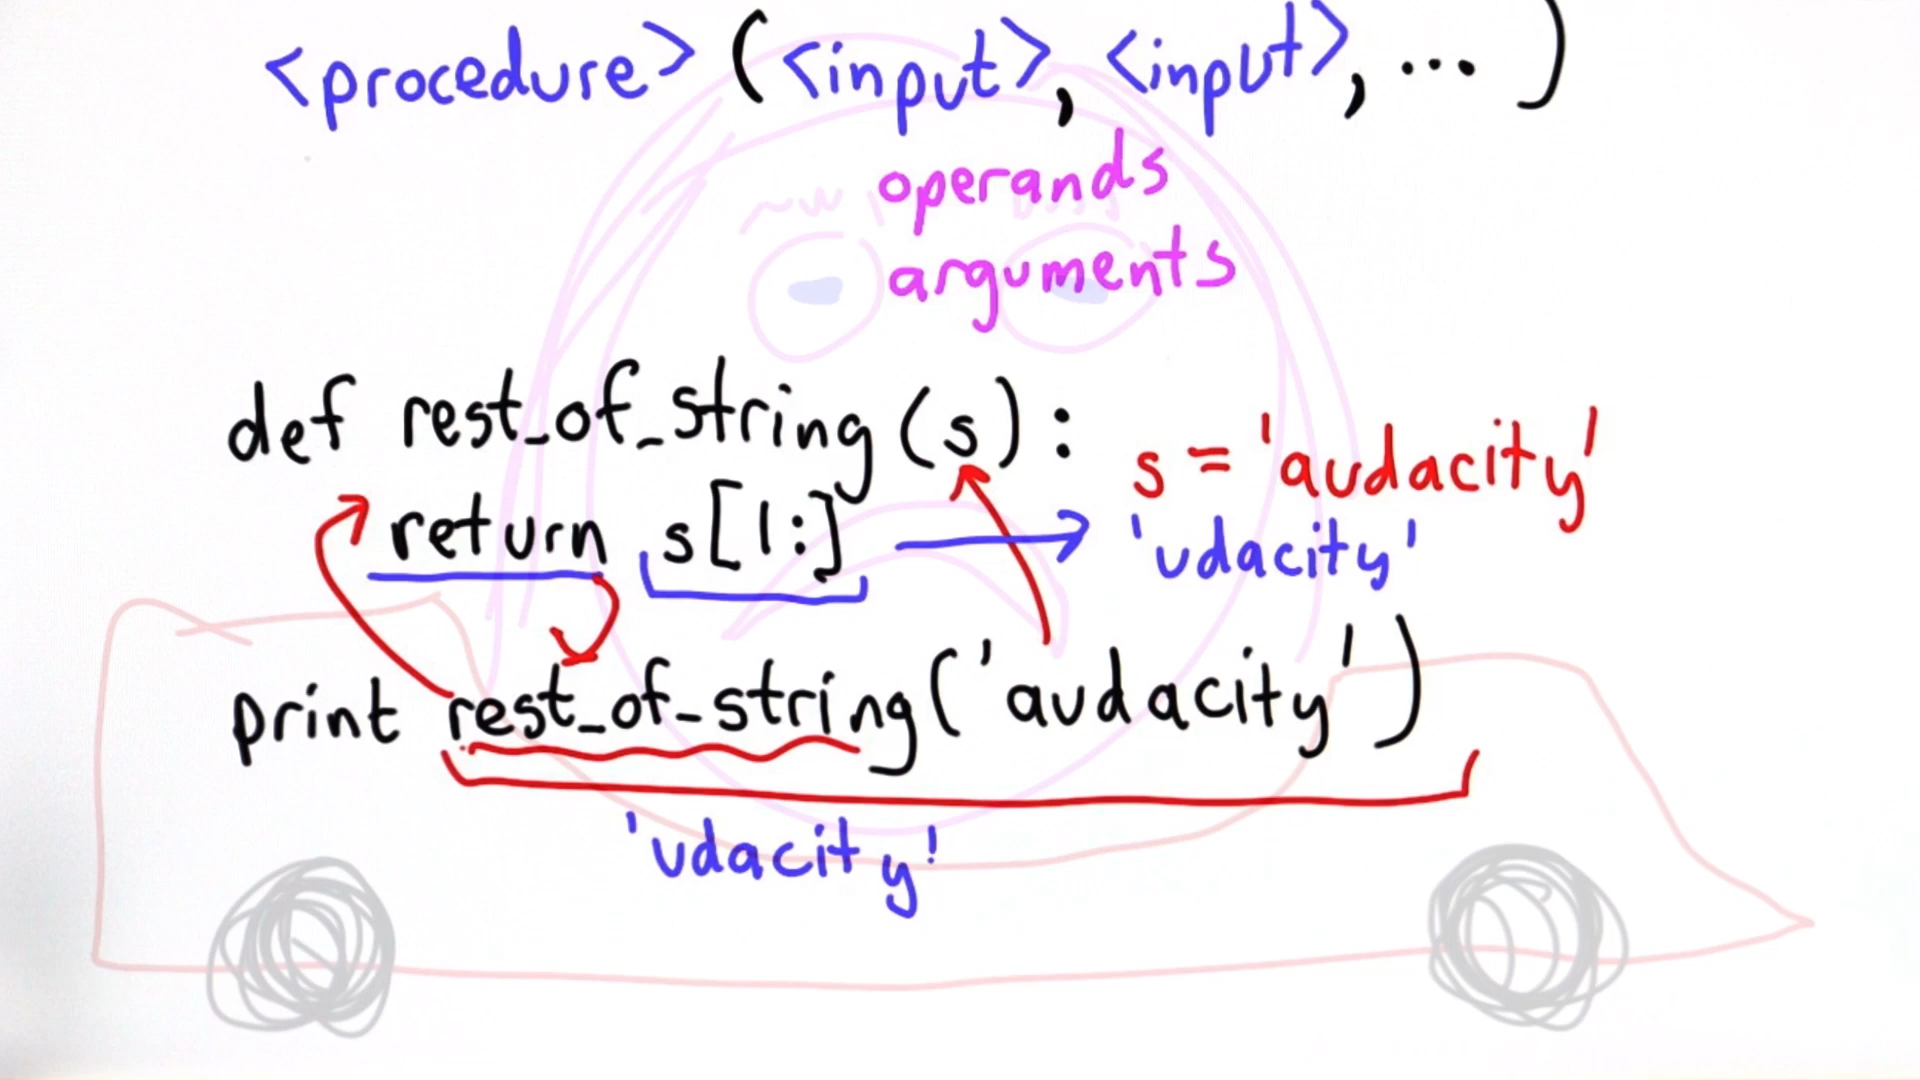 <procedure> (<input>, <input>, ... )
operands
arguments
def rest_of_string (s):
s = 'audacity'
return s[1:]
'udacity'
print rest_of_string('audacity')
'udacity'